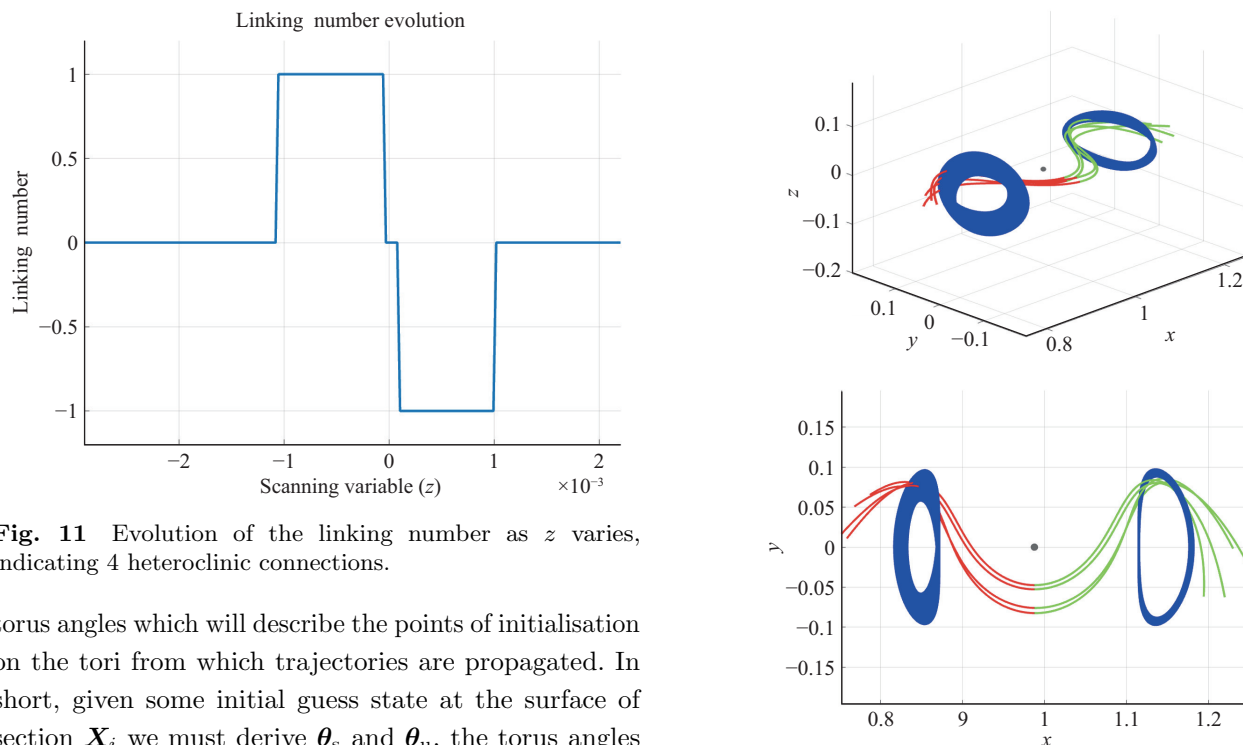 Linking number evolution
1
0.5
0
−0.5
−1
Linking number
−2
−1
0
1
2
Scanning variable (z)
×10⁻³
Fig. 11 Evolution of the linking number as z varies,
indicating 4 heteroclinic connections.
torus angles which will describe the points of initialisation
on the tori from which trajectories are propagated. In
short, given some initial guess state at the surface of
section Xᵢ we must derive θₛ and θᵤ, the torus angles
0.1
0
−0.1
−0.2
z
0.1
0
−0.1
y
0.8
1
1.2
x
0.15
0.1
0.05
0
−0.05
−0.1
−0.15
y
0.8
9
1
1.1
1.2
x